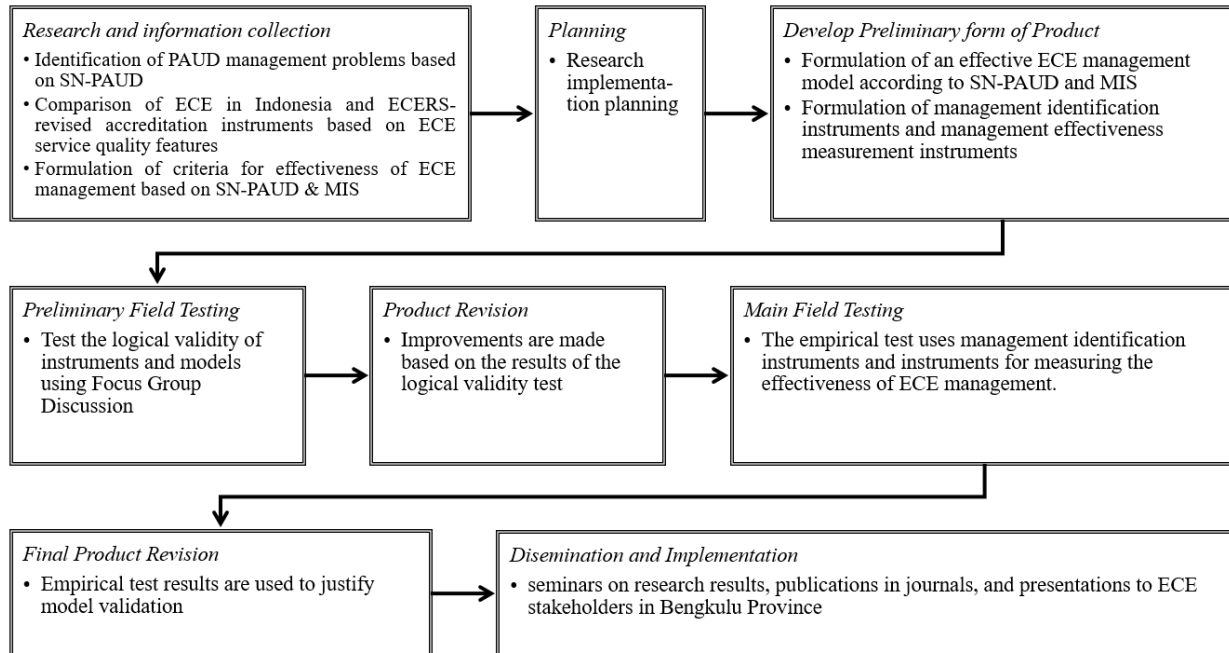 Research and information collection
• Identification of PAUD management problems based
on SN-PAUD
• Comparison of ECE in Indonesia and ECERS-
revised accreditation instruments based on ECE
service quality features
• Formulation of criteria for effectiveness of ECE
management based on SN-PAUD & MIS
Planning
• Research
implementa-
tion planning
Develop Preliminary form of Product
• Formulation of an effective ECE management
model according to SN-PAUD and MIS
• Formulation of management identification
instruments and management effectiveness
measurement instruments
Preliminary Field Testing
• Test the logical validity of
instruments and models
using Focus Group
Discussion
Product Revision
• Improvements are made
based on the results of the
logical validity test
Main Field Testing
• The empirical test uses management identification
instruments and instruments for measuring the
effectiveness of ECE management.
Final Product Revision
• Empirical test results are used to justify
model validation
Disemination and Implementation
• seminars on research results, publications in journals, and presentations to ECE
stakeholders in Bengkulu Province